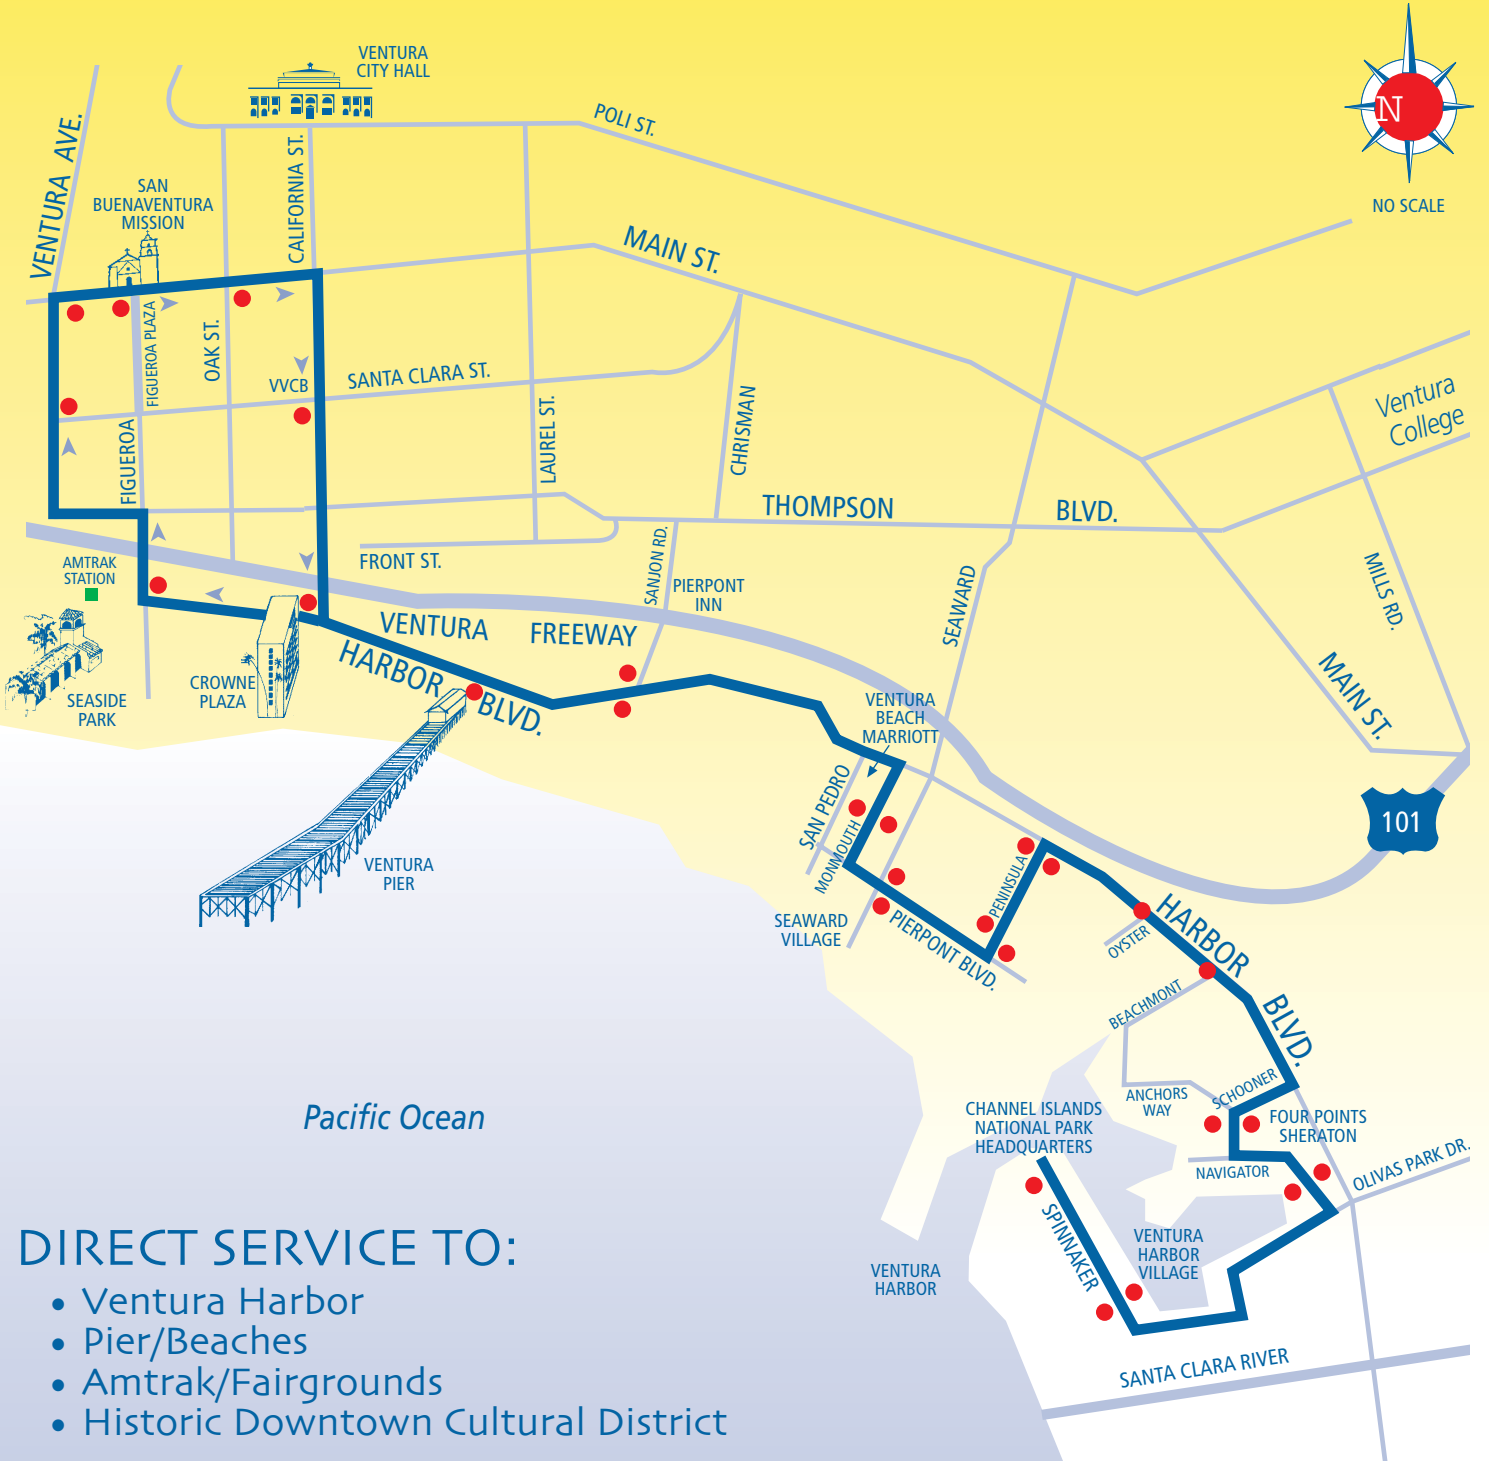 VENTURA
CITY HALL
POLI ST.
N
NO SCALE
VENTURA AVE.
SAN
BUENAVENTURA
MISSION
CALIFORNIA ST.
MAIN ST.
FIGUEROA PLAZA
OAK ST.
VVCB
SANTA CLARA ST.
LAUREL ST.
CHRISMAN
Ventura
College
FIGUEROA
THOMPSON
BLVD.
FRONT ST.
AMTRAK
STATION
SANJON RD.
PIERPONT
INN
SEAWARD
MILLS RD.
VENTURA FREEWAY
HARBOR BLVD.
CROWNE
PLAZA
SEASIDE
PARK
MAIN ST.
VENTURA
BEACH
MARRIOTT
SAN PEDRO
MONMOUTH
101
VENTURA
PIER
PENINSULA
SEAWARD
VILLAGE
PIERPONT BLVD.
HARBOR
BLVD.
OYSTER
BEACHMONT
Pacific Ocean
ANCHORS
WAY
SCHOONER
CHANNEL ISLANDS
NATIONAL PARK
HEADQUARTERS
FOUR POINTS
SHERATON
NAVIGATOR
OLIVAS PARK DR.
SPINNAKER
VENTURA
HARBOR
VILLAGE
VENTURA
HARBOR
SANTA CLARA RIVER
DIRECT SERVICE TO:
• Ventura Harbor
• Pier/Beaches
• Amtrak/Fairgrounds
• Historic Downtown Cultural District